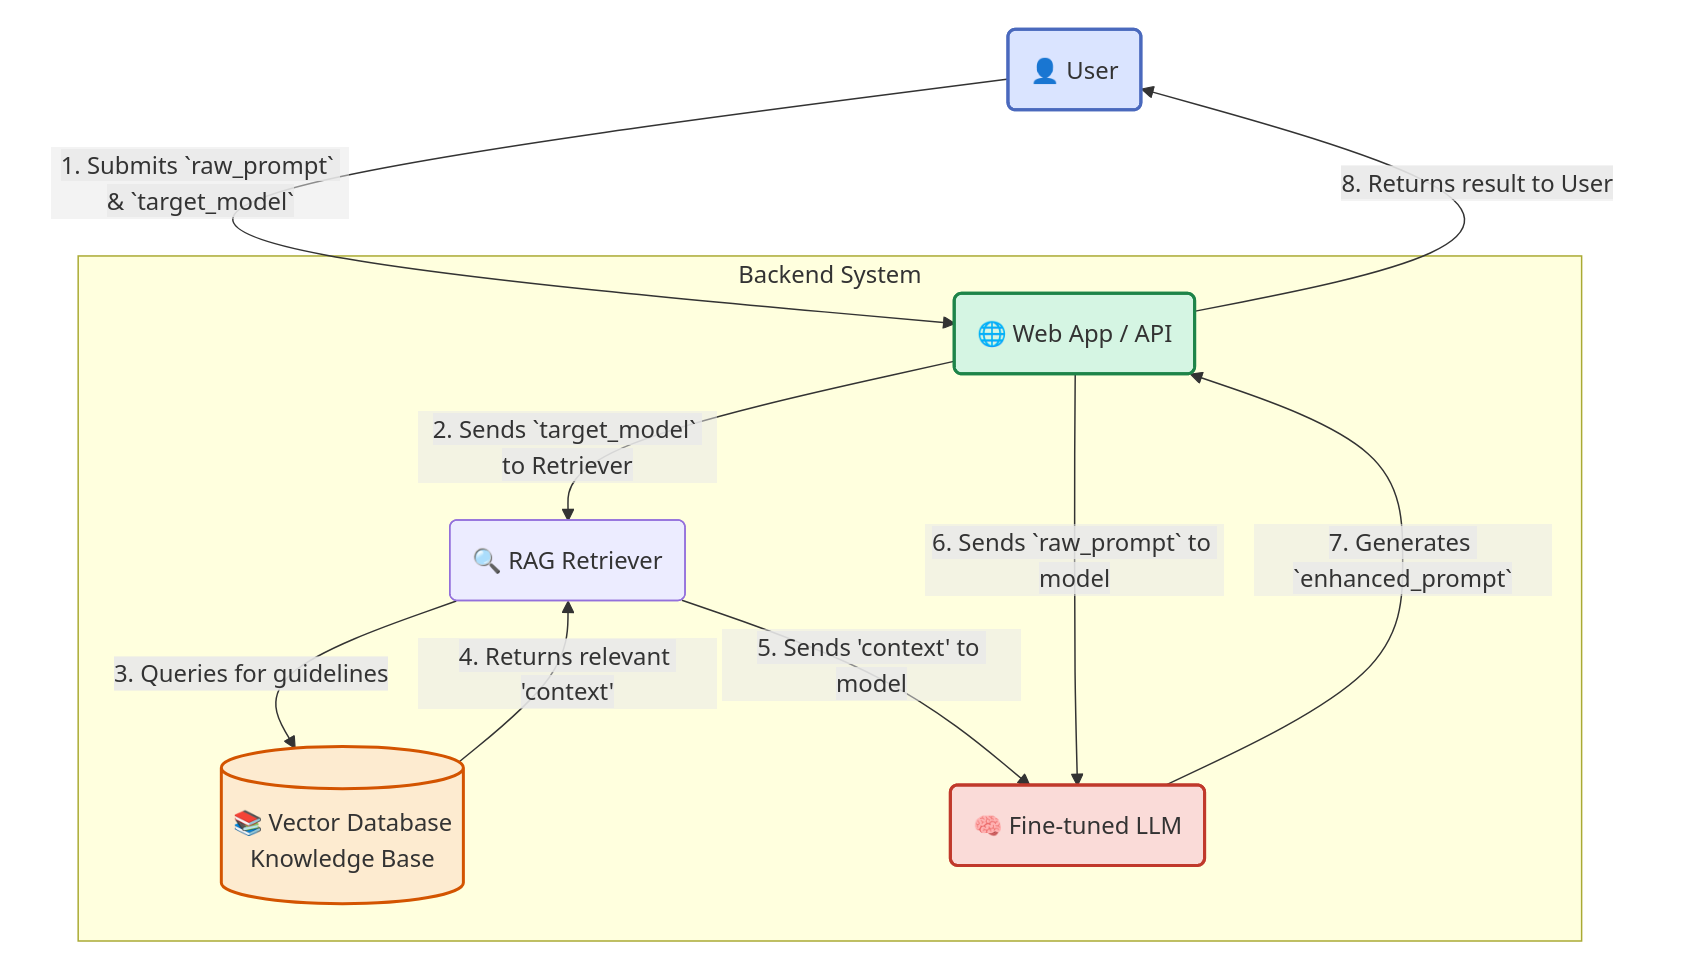 👤 User
1. Submits `raw_prompt`
& `target_model`
8. Returns result to User
Backend System
🌐 Web App / API
2. Sends `target_model`
to Retriever
🔍 RAG Retriever
6. Sends `raw_prompt` to
model
7. Generates
`enhanced_prompt`
3. Queries for guidelines
4. Returns relevant
'context'
5. Sends 'context' to
model
📚 Vector Database
Knowledge Base
🧠 Fine-tuned LLM